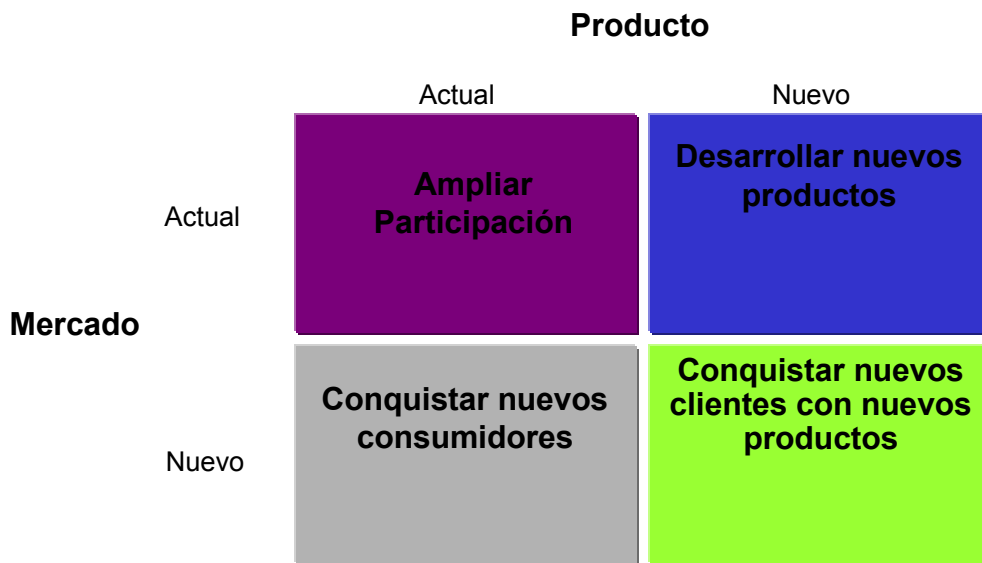 Producto
Actual
Nuevo
Actual
Ampliar
Participación
Desarrollar nuevos
productos
Mercado
Nuevo
Conquistar nuevos
consumidores
Conquistar nuevos
clientes con nuevos
productos